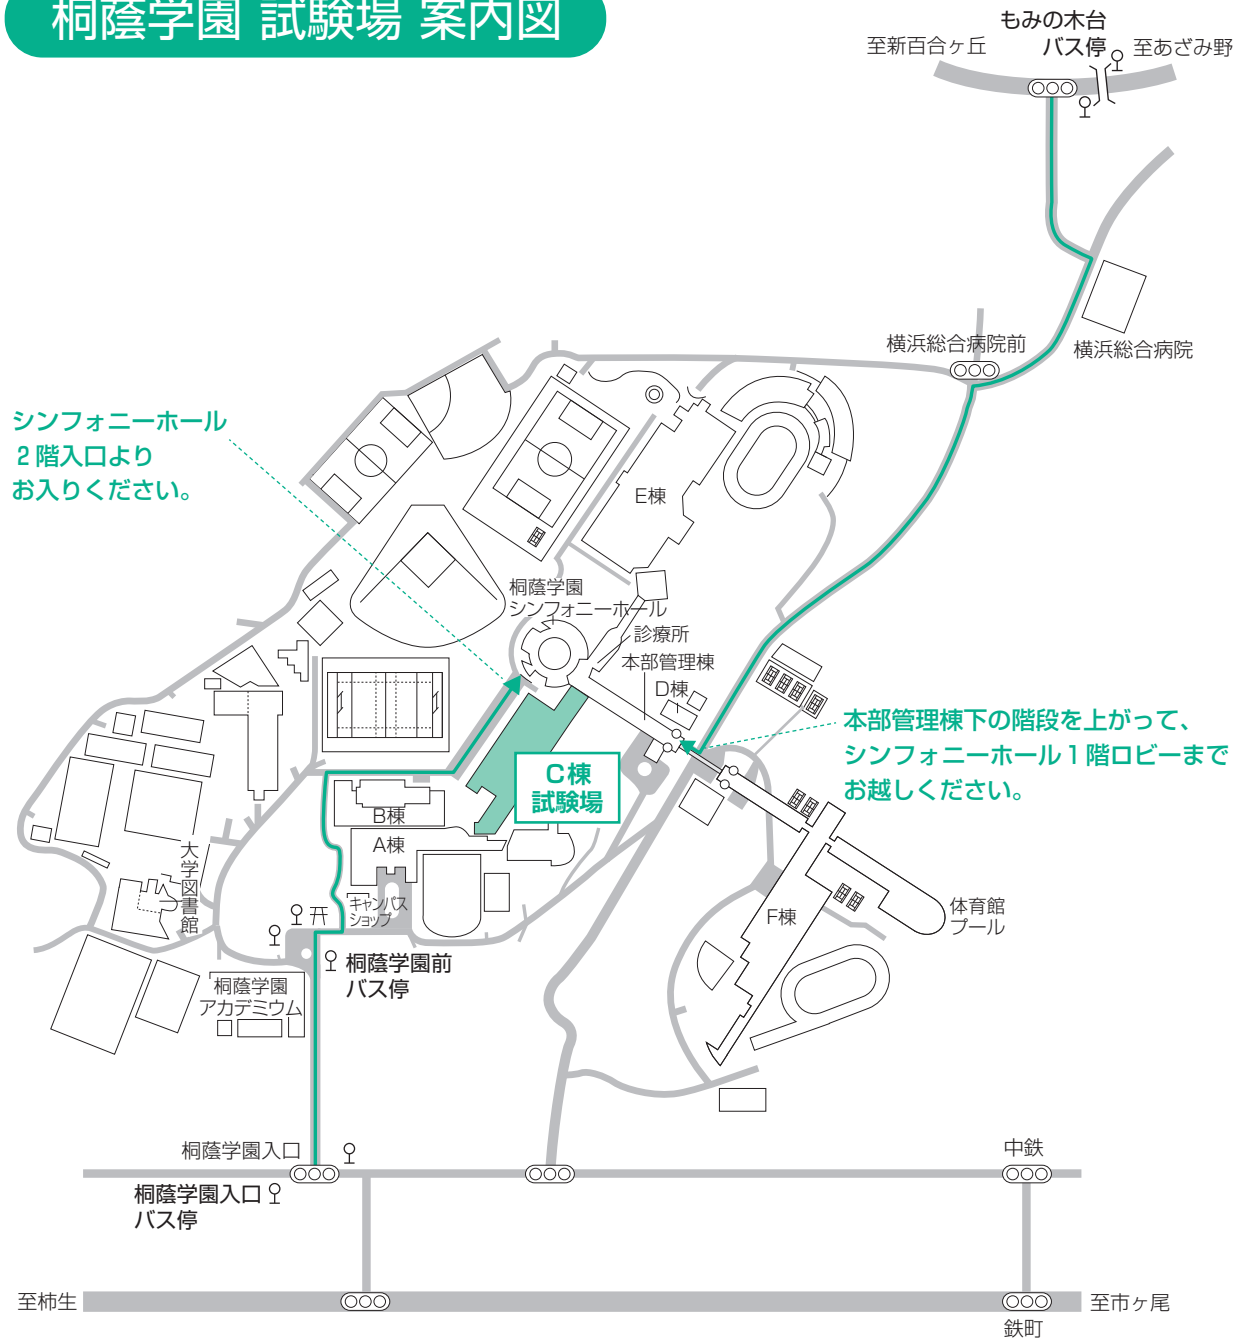 桐蔭学園 試験場 案内図
もみの木台
バス停
至新百合ヶ丘
至あざみ野
横浜総合病院前
横浜総合病院
シンフォニーホール
2階入口より
お入りください。
E棟
桐蔭学園
シンフォニーホール
診療所
本部管理棟
D棟
本部管理棟下の階段を上がって、
シンフォニーホール1階ロビーまで
お越しください。
C棟
試験場
B棟
A棟
大学図書館
キャンパス
ショップ
F棟
体育館
プール
桐蔭学園前
バス停
桐蔭学園
アカデミウム
桐蔭学園入口
中鉄
桐蔭学園入口
バス停
至柿生
至市ヶ尾
鉄町